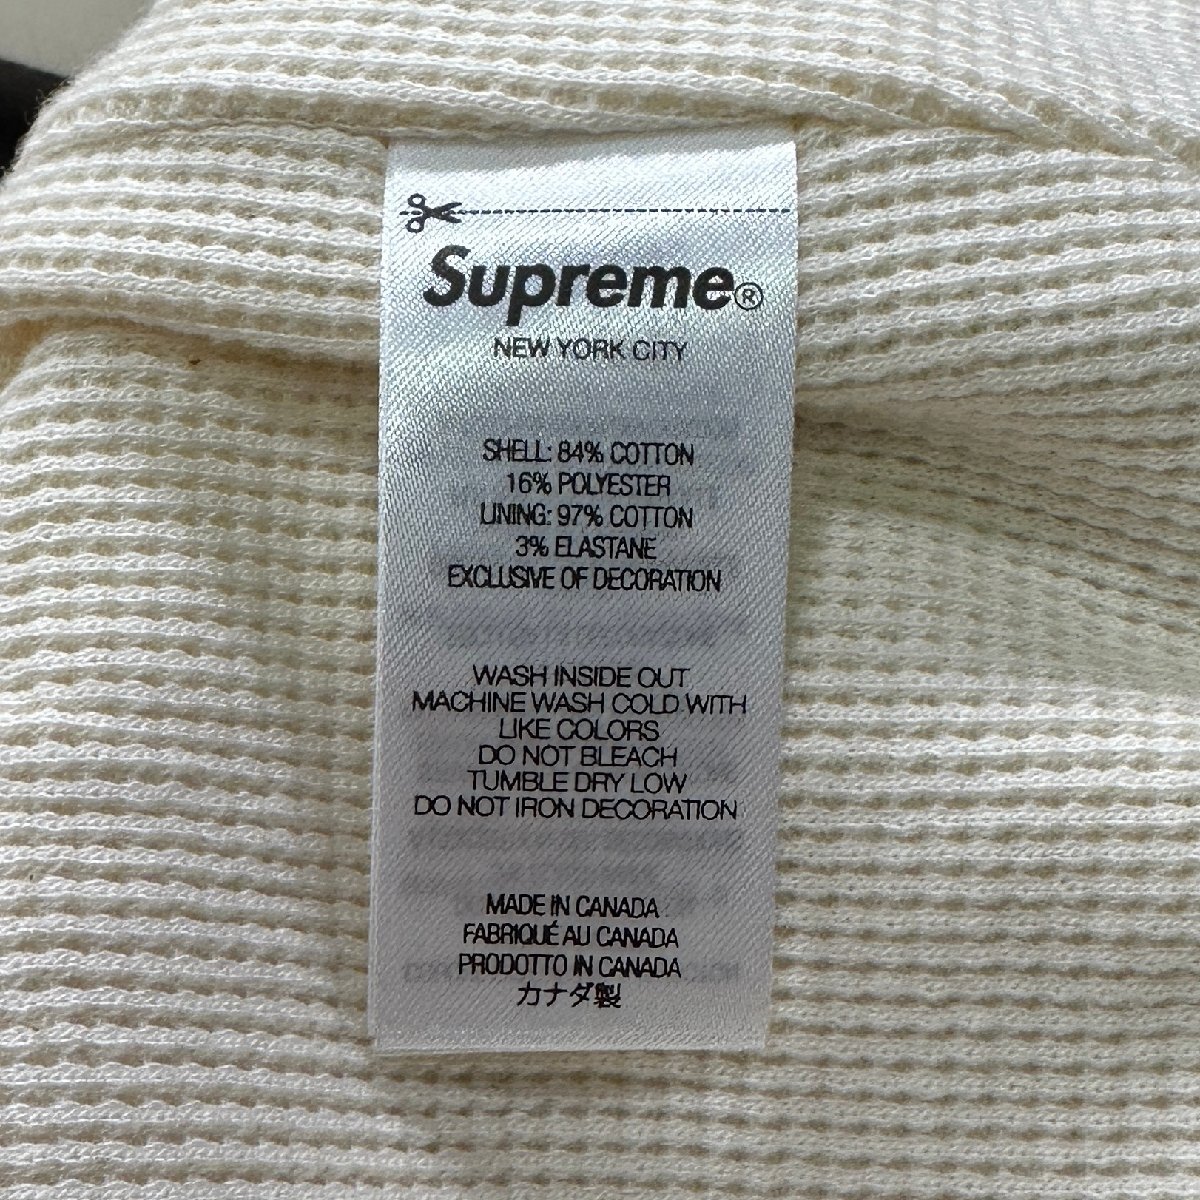 Supreme®
NEW YORK CITY
SHELL: 84% COTTON
16% POLYESTER
LINING: 97% COTTON
3% ELASTANE
EXCLUSIVE OF DECORATION
WASH INSIDE OUT
MACHINE WASH COLD WITH
LIKE COLORS
DO NOT BLEACH
TUMBLE DRY LOW
DO NOT IRON DECORATION
MADE IN CANADA
FABRIQUÉ AU CANADA
PRODOTTO IN CANADA
カナダ製